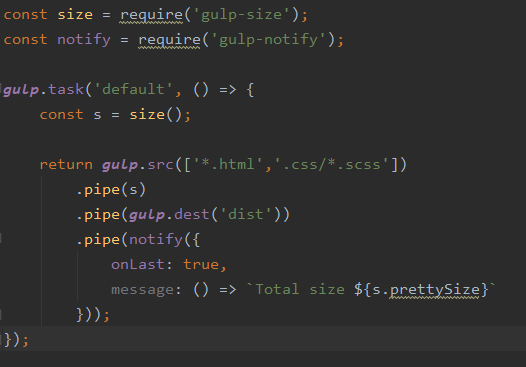 const size = require('gulp-size');
const notify = require('gulp-notify');
gulp.task('default', () => {
    const s = size();
    return gulp.src(['*.html','.css/*.scss'])
        .pipe(s)
        .pipe(gulp.dest('dist'))
        .pipe(notify({
            onLast: true,
            message: () => `Total size ${s.prettySize}`
        }));
});